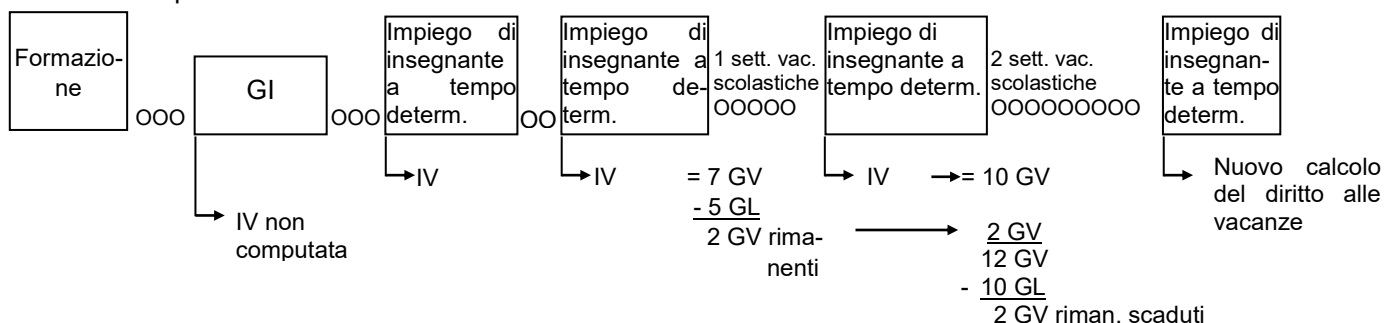 Formazio-
ne
OOO
GI
IV non
computata
OOO
Impiego di
insegnante
a tempo
determ.
IV
OO
Impiego di
insegnante a
tempo de-
term.
IV
1 sett. vac.
scolastiche
OOOOO
= 7 GV
- 5 GL
2 GV rima-
nenti
Impiego di
insegnante a
tempo determ.
IV
2 sett. vac.
scolastiche
OOOOOOOOO
= 10 GV
2 GV
12 GV
- 10 GL
2 GV riman. scaduti
Impiego di
insegnan-
te a tempo
determ.
Nuovo calcolo
del diritto alle
vacanze